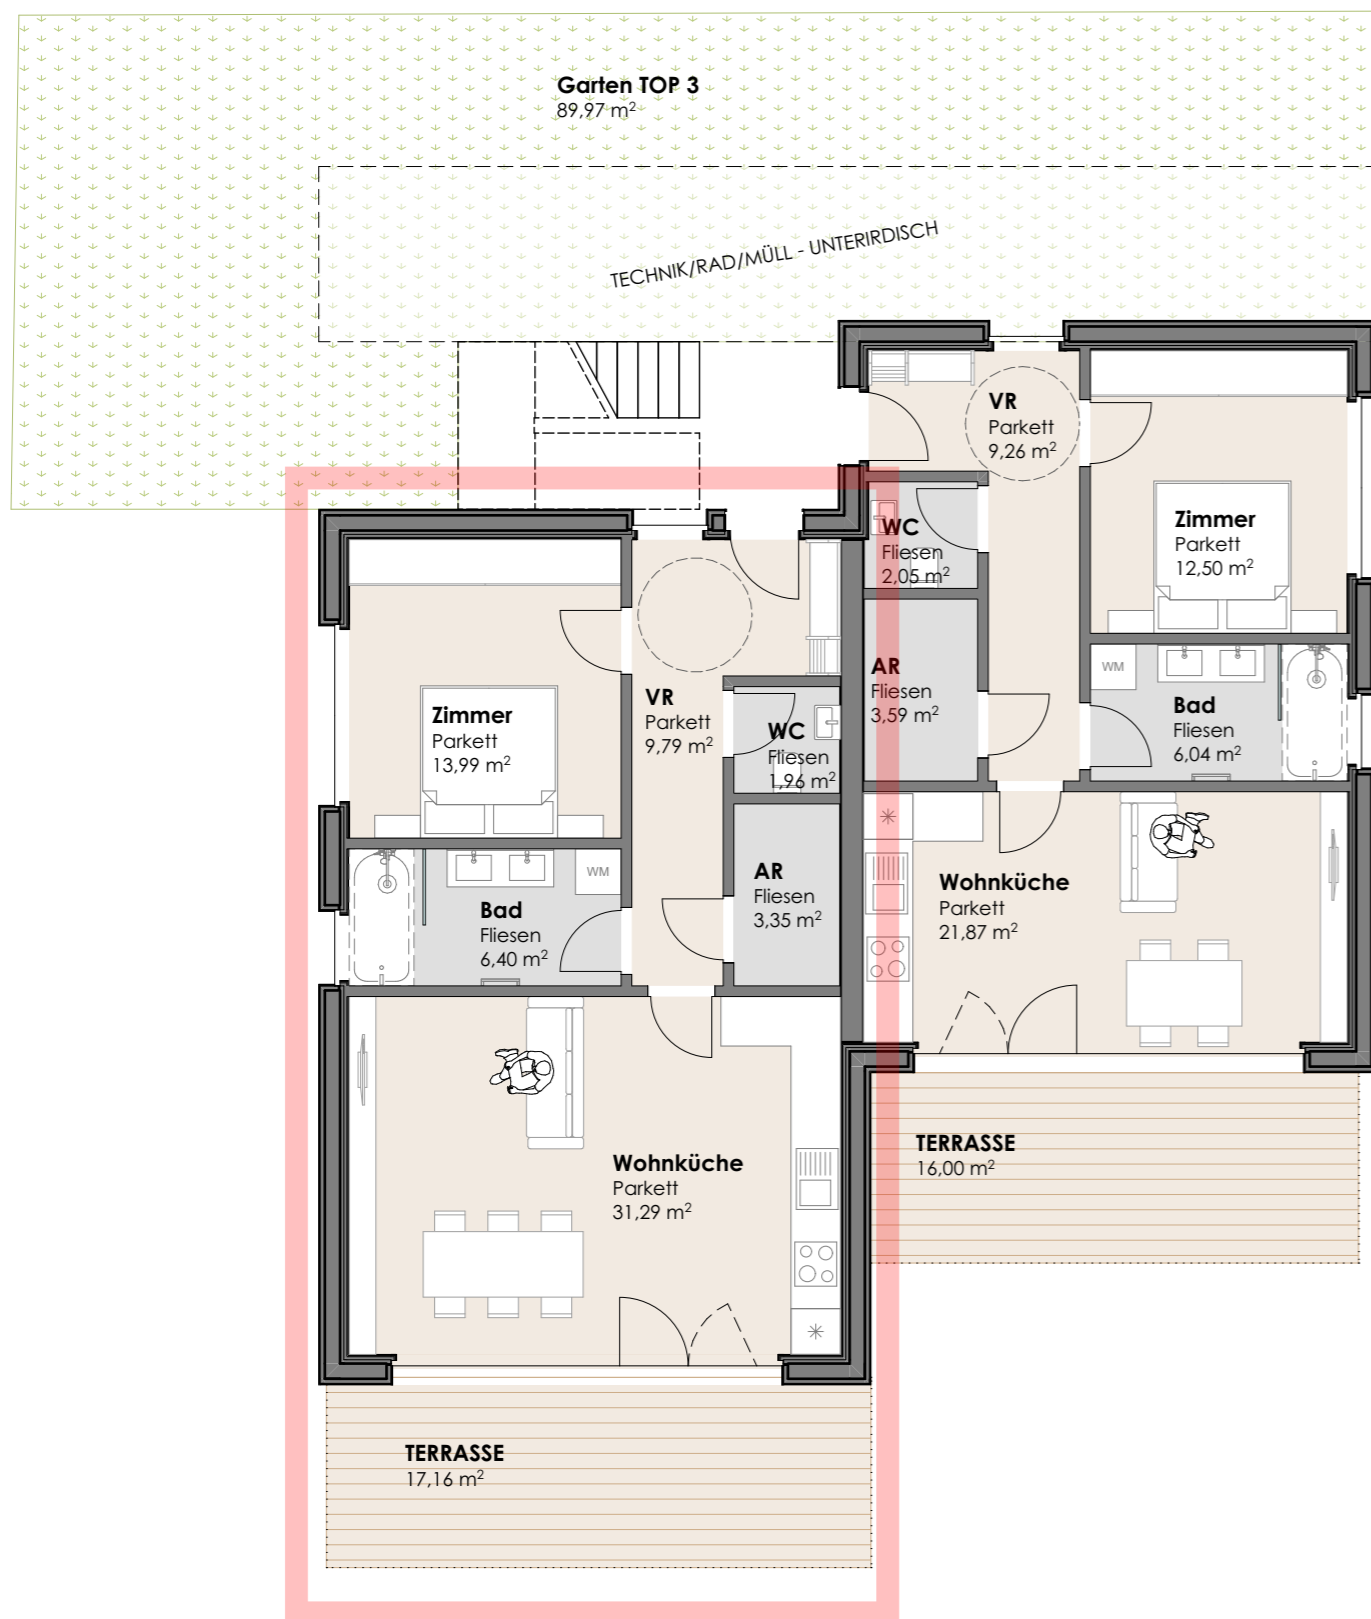 Garten TOP 3
89,97 m²
TECHNIK/RAD/MÜLL - UNTERIRDISCH
VR
Parkett
9,26 m²
WC
Fliesen
2,05 m²
Zimmer
Parkett
12,50 m²
AR
Fliesen
3,59 m²
WM
Bad
Fliesen
6,04 m²
Wohnküche
Parkett
21,87 m²
TERRASSE
16,00 m²
Zimmer
Parkett
13,99 m²
VR
Parkett
9,79 m²
WC
Fliesen
1,96 m²
AR
Fliesen
3,35 m²
WM
Bad
Fliesen
6,40 m²
Wohnküche
Parkett
31,29 m²
TERRASSE
17,16 m²